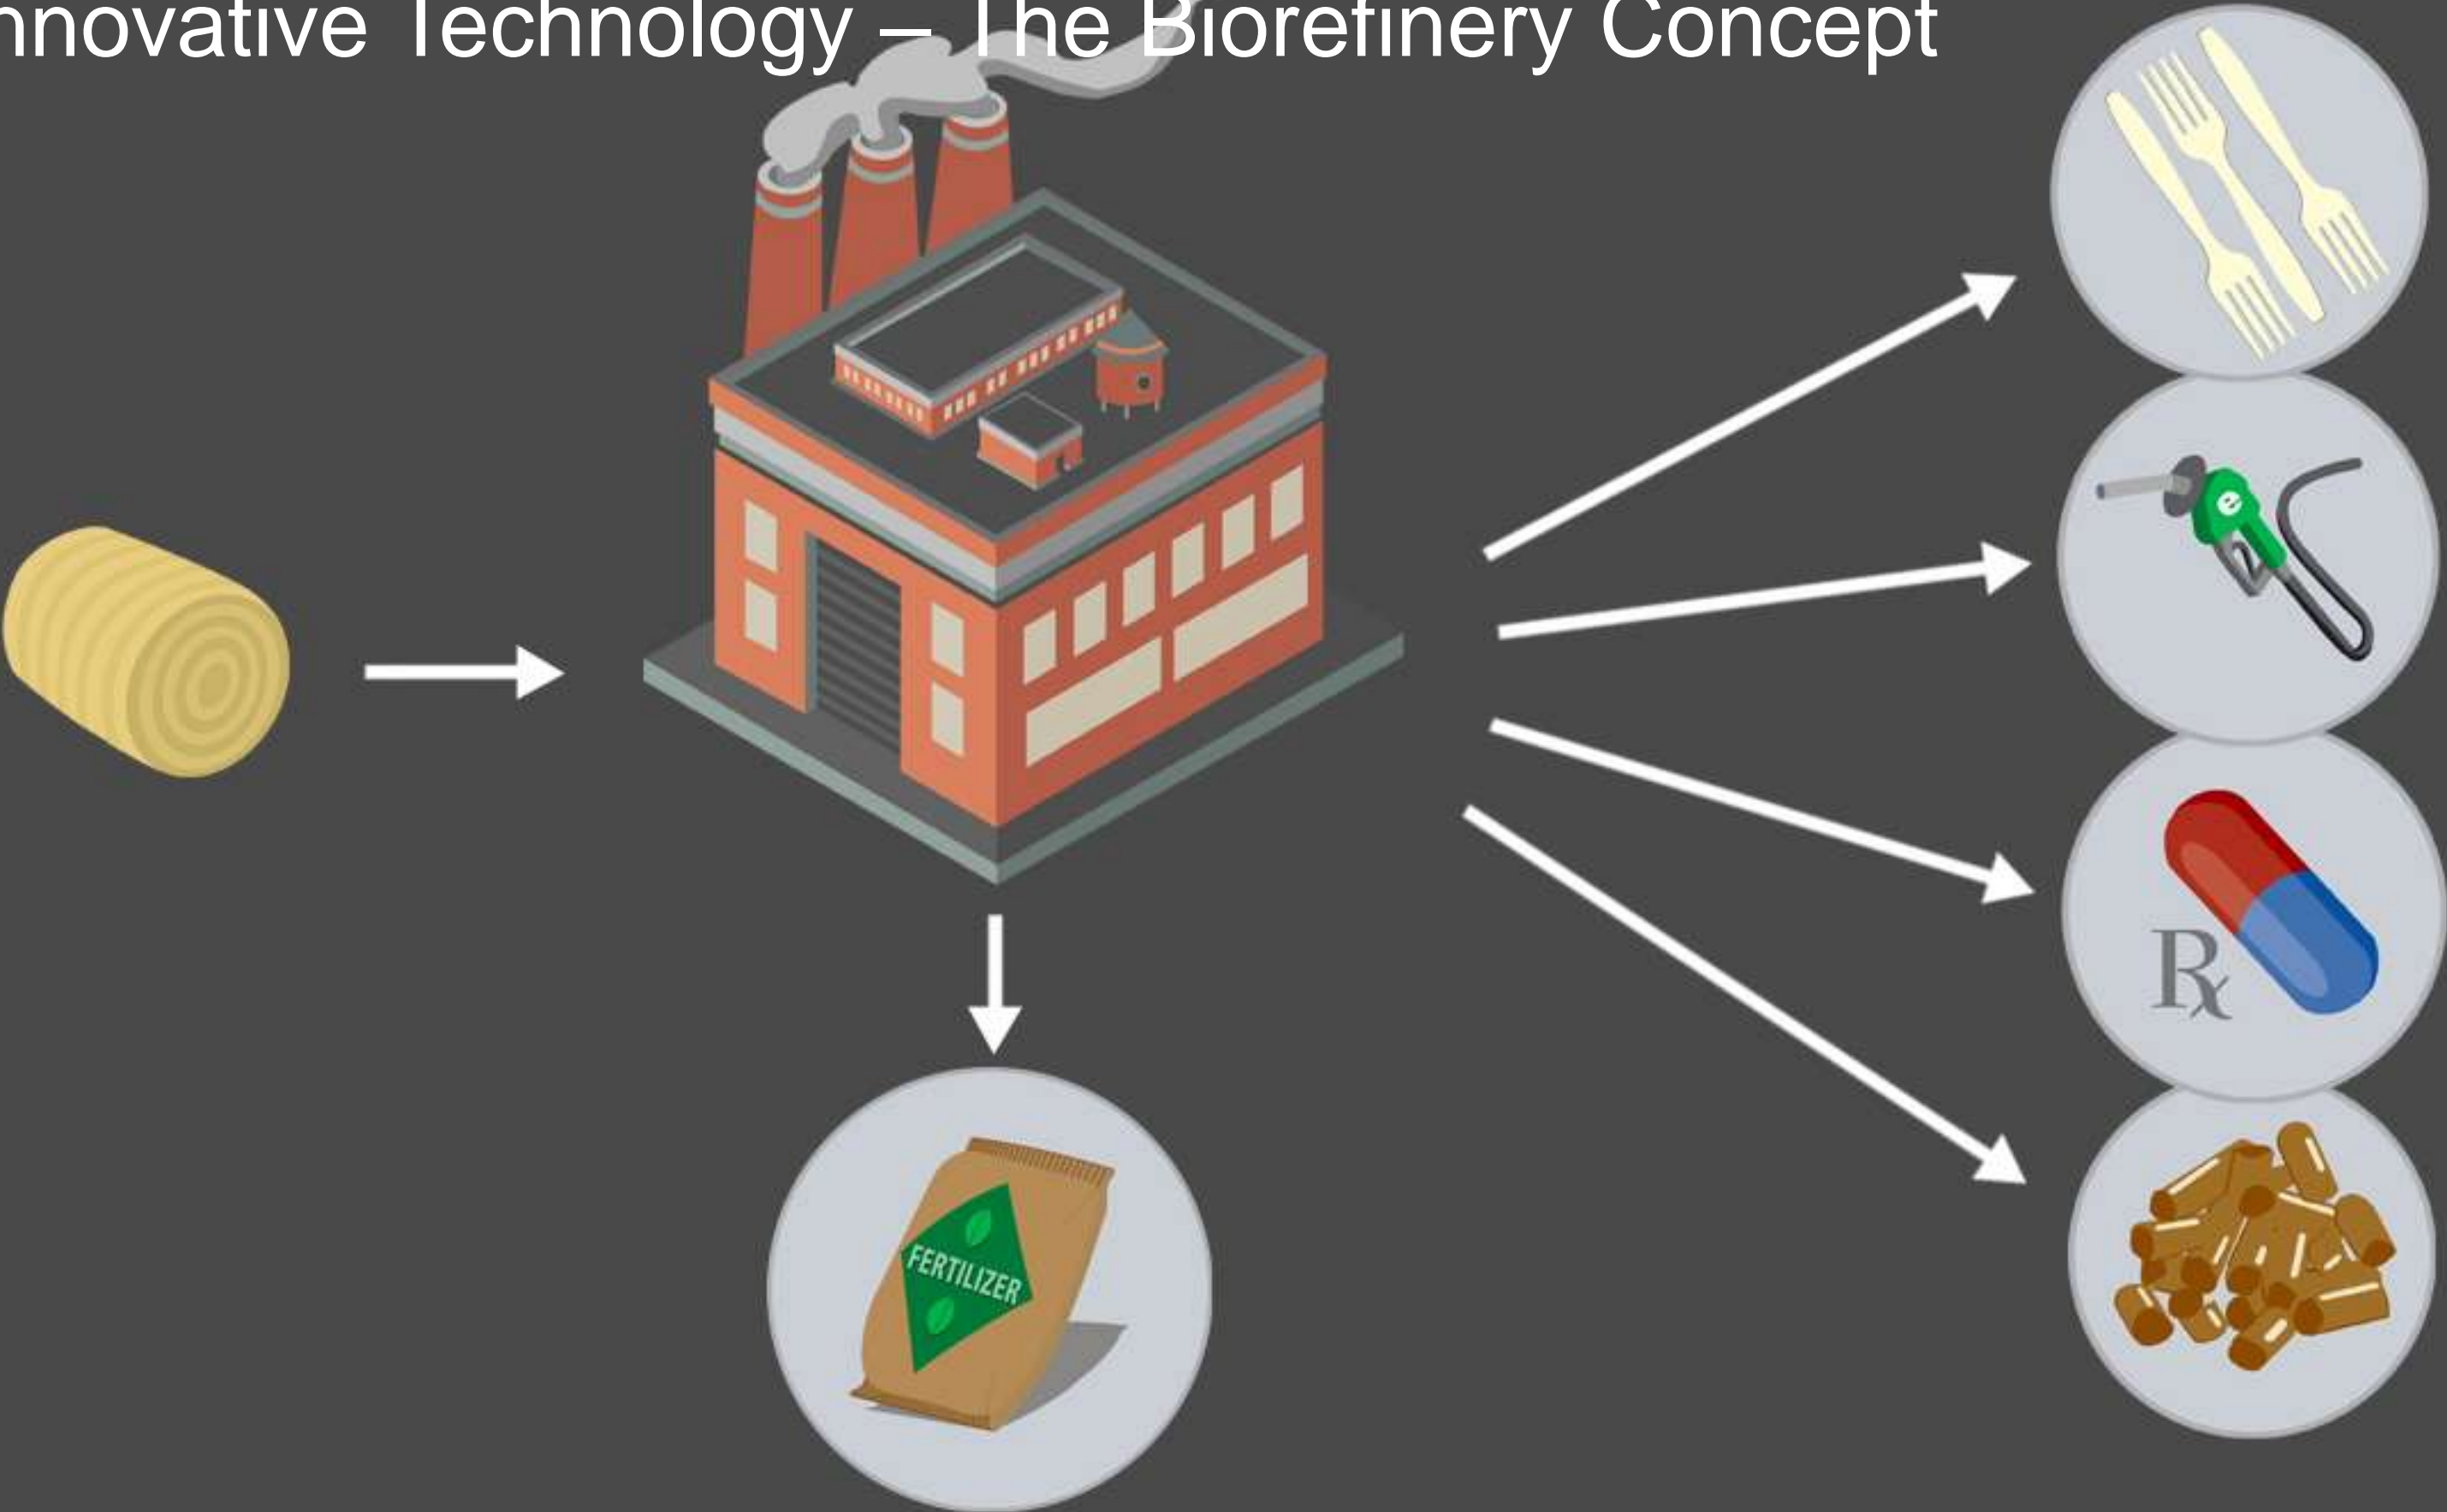 nnovative Technology – The Biorefinery Concept
e
Rx
FERTILIZER